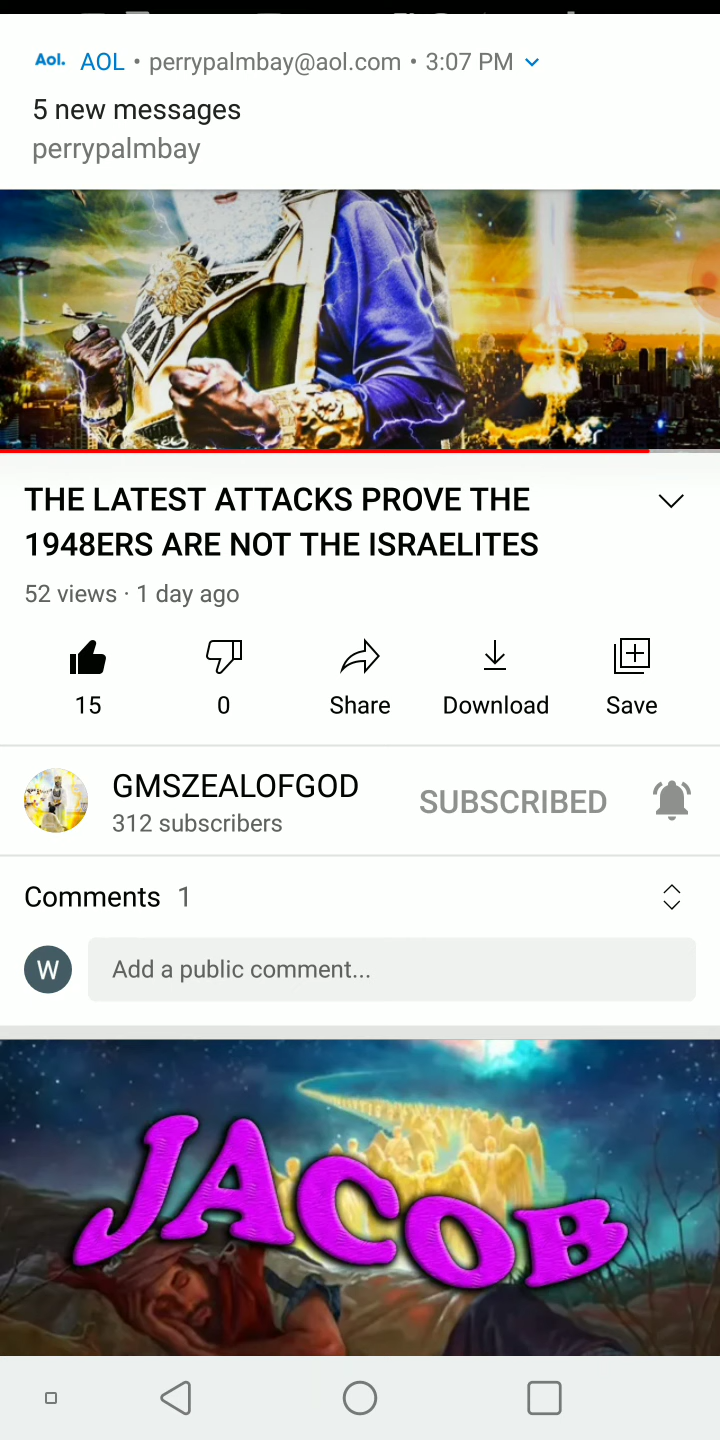 Aol. AOL • perrypalmbay@aol.com • 3:07 PM
5 new messages
perrypalmbay
THE LATEST ATTACKS PROVE THE
1948ERS ARE NOT THE ISRAELITES
52 views · 1 day ago
15 0 Share Download Save
GMSZEALOFGOD SUBSCRIBED
312 subscribers
Comments 1
W Add a public comment...
JACOB